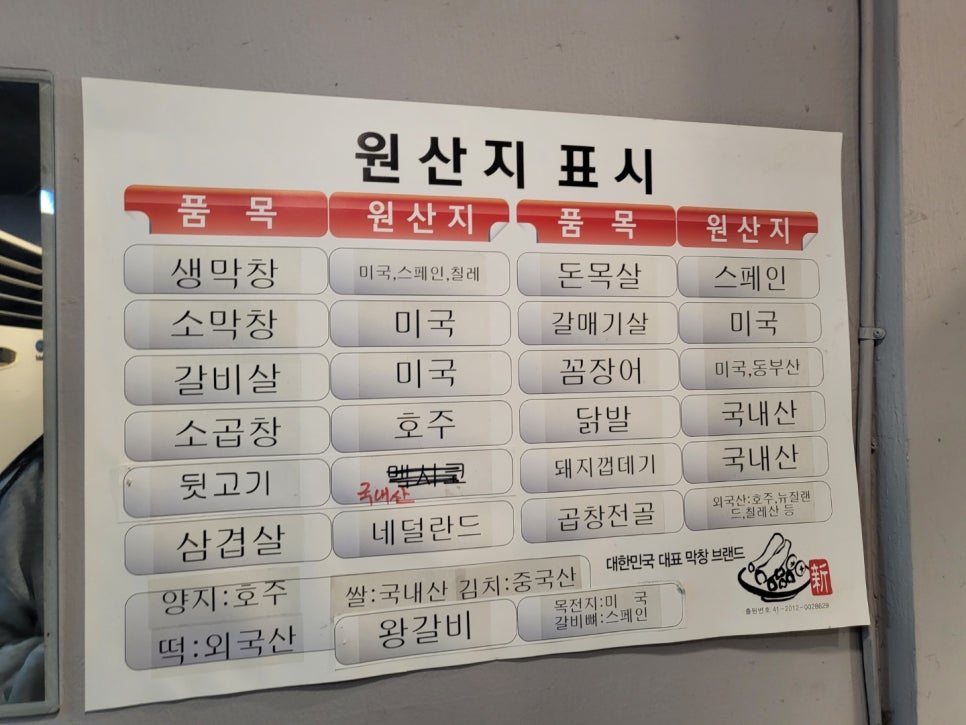 원산지 표시
품 목 원산지 품 목 원산지
생막창 미국,스페인,칠레 돈목살 스페인
소막창 미국 갈매기살 미국
갈비살 미국 꼼장어 미국,동부산
소곱창 호주 닭발 국내산
뒷고기 멕시코 국내산 돼지껍데기 국내산
삼겹살 네덜란드 곱창전골 외국산:호주,뉴질랜
드,칠레산 등
대한민국 대표 막창 브랜드
新
출원번호 41-2012-0028629
양지:호주 쌀:국내산 김치:중국산
떡:외국산 왕갈비 목전지:미 국
갈비뼈:스페인